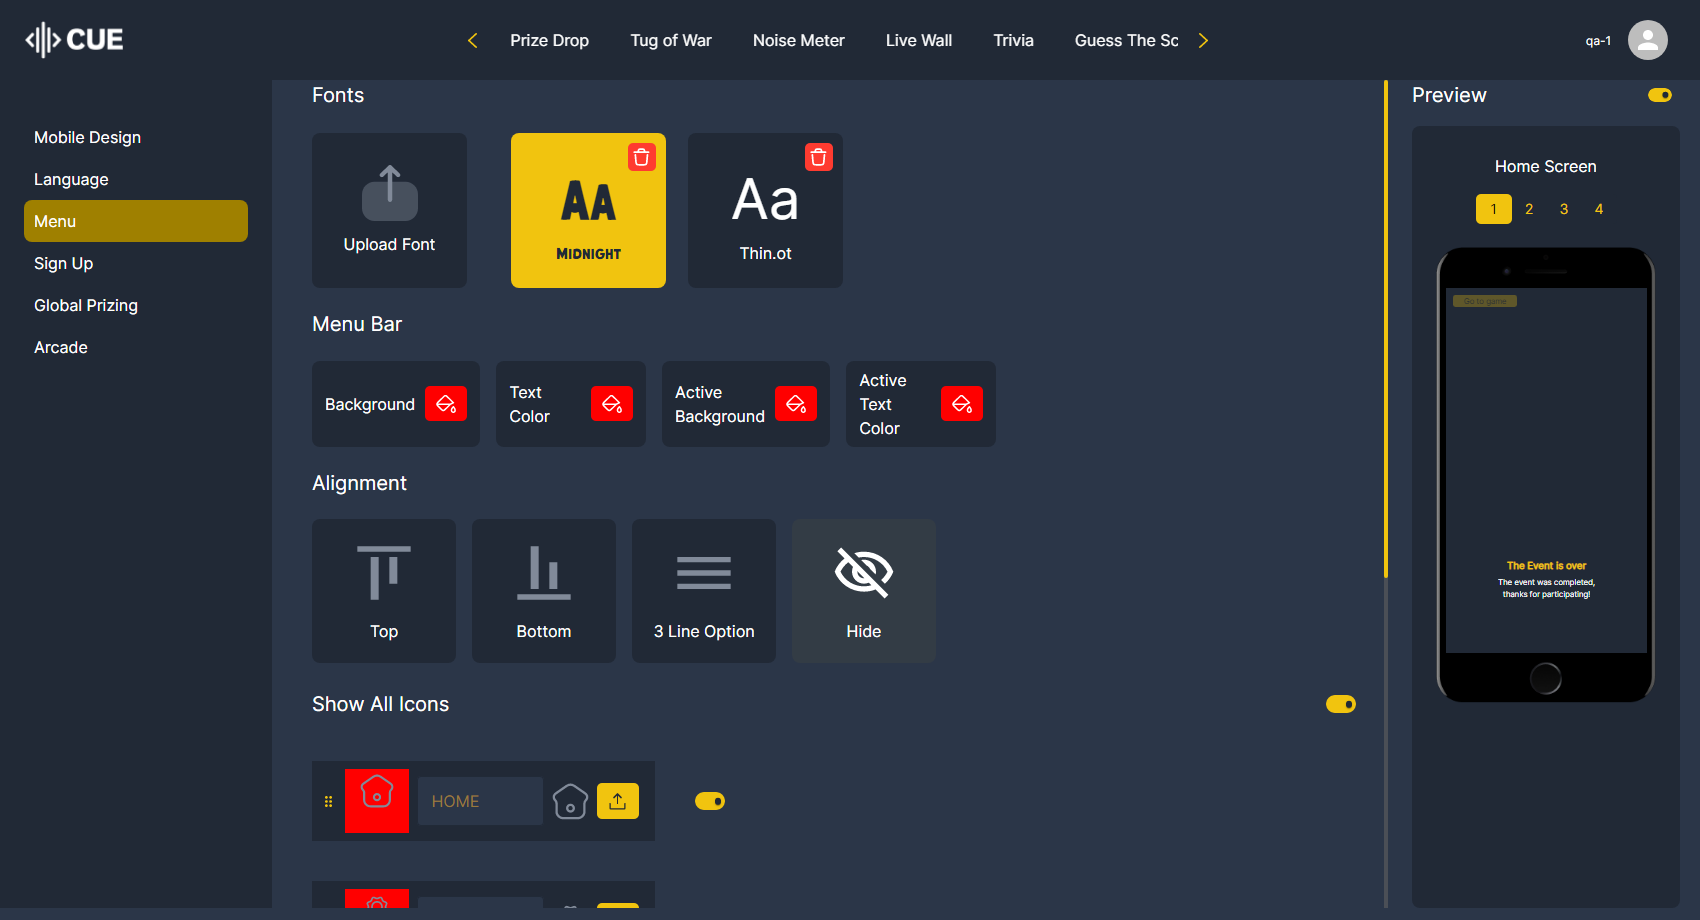 CUE
Prize Drop
Tug of War
Noise Meter
Live Wall
Trivia
Guess The Sc
qa-1
Mobile Design
Language
Menu
Sign Up
Global Prizing
Arcade
Fonts
Upload Font
AA
MIDNIGHT
Aa
Thin.ot
Menu Bar
Background
Text
Color
Active
Background
Active
Text
Color
Alignment
Top
Bottom
3 Line Option
Hide
Show All Icons
HOME
Preview
Home Screen
1 2 3 4
Go to game
The Event is over
The event was completed,
thanks for participating!